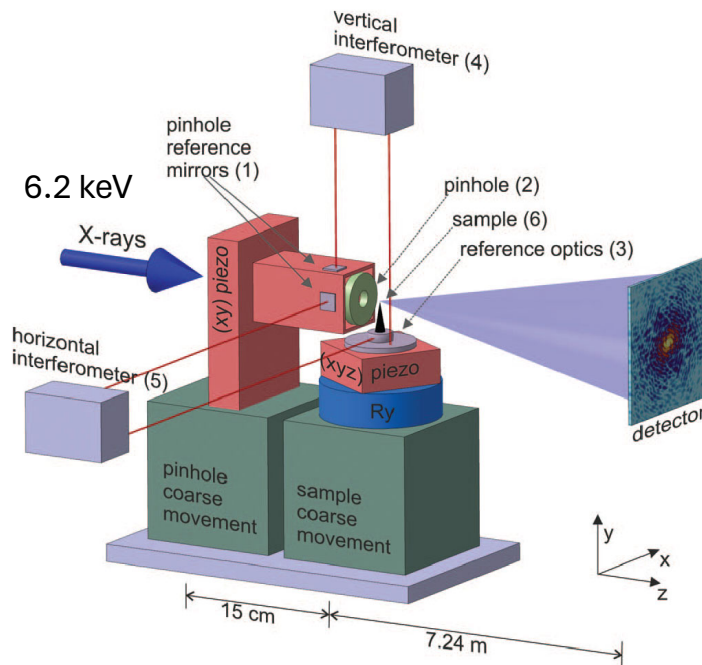 vertical
interferometer (4)
pinhole
reference
mirrors (1)
6.2 keV
X-rays
pinhole (2)
sample (6)
reference optics (3)
(xy) piezo
horizontal
interferometer (5)
(xyz) piezo
Ry
detector
pinhole
coarse
movement
sample
coarse
movement
y
x
z
15 cm
7.24 m